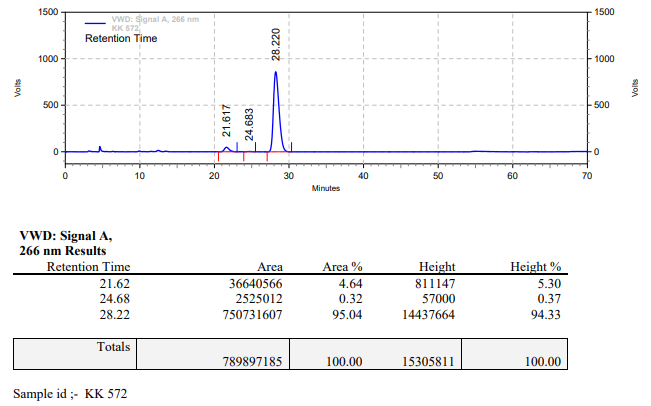 1500
1000
500
0
Volts
VWD: Signal A, 266 nm
KK 572,
Retention Time
21.617
24.683
28.220
1500
1000
500
0
Volts
0 10 20 30 40 50 60 70
Minutes
VWD: Signal A,
266 nm Results
Retention Time Area Area % Height Height %
21.62 36640566 4.64 811147 5.30
24.68 2525012 0.32 57000 0.37
28.22 750731607 95.04 14437664 94.33
Totals
789897185 100.00 15305811 100.00
Sample id ;- KK 572